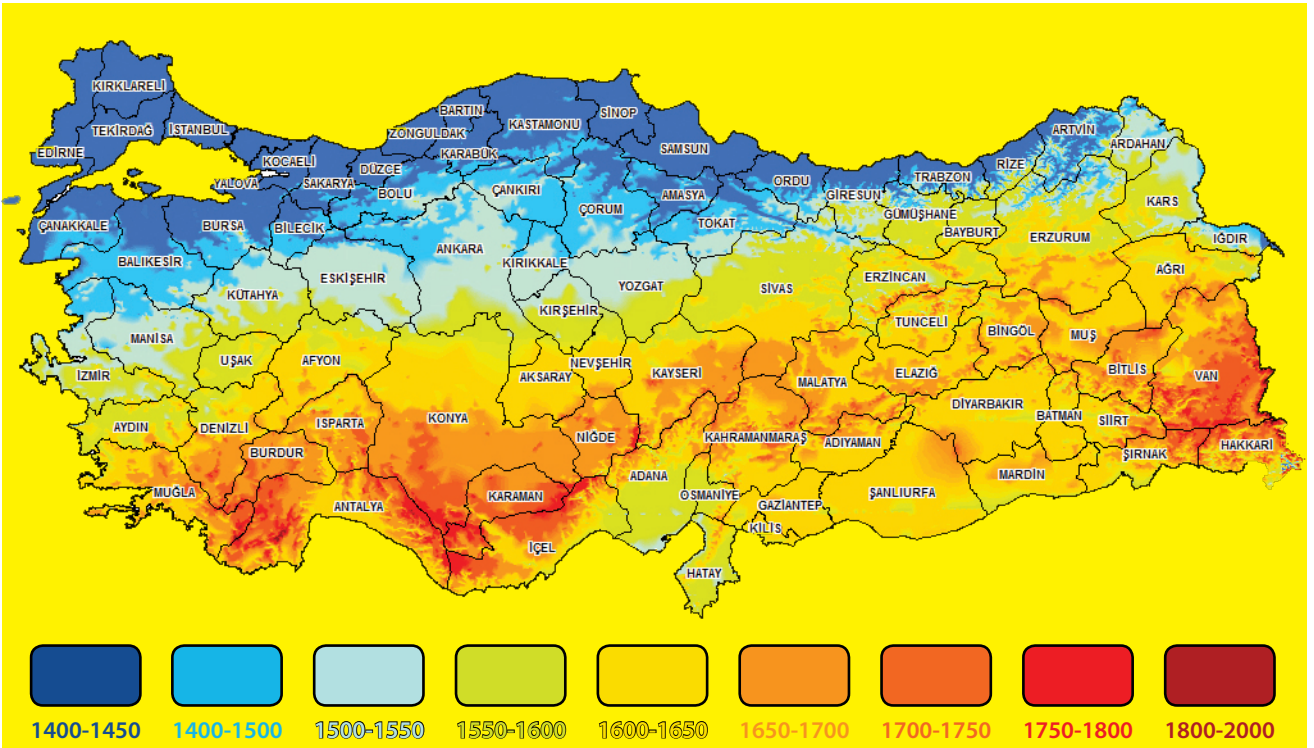 KIRKLARELİ
TEKİRDAĞ
İSTANBUL
EDİRNE
KOCAELİ
YALOVA
SAKARYA
DÜZCE
BOLU
ZONGULDAK
BARTIN
KARABÜK
KASTAMONU
SİNOP
SAMSUN
ÇANKIRI
ÇORUM
AMASYA
TOKAT
ORDU
GİRESUN
TRABZON
RİZE
ARTVİN
ARDAHAN
GÜMÜŞHANE
BAYBURT
ERZURUM
KARS
IĞDIR
AĞRI
ÇANAKKALE
BURSA
BİLECİK
BALIKESİR
KÜTAHYA
ESKİŞEHİR
ANKARA
KIRIKKALE
YOZGAT
KIRŞEHİR
SİVAS
ERZİNCAN
TUNCELİ
BİNGÖL
MUŞ
BİTLİS
VAN
MANİSA
İZMİR
UŞAK
AFYON
AKSARAY
NEVŞEHİR
KAYSERİ
MALATYA
ELAZIĞ
DİYARBAKIR
BATMAN
SİİRT
ŞIRNAK
HAKKARİ
AYDIN
DENİZLİ
ISPARTA
BURDUR
KONYA
NİĞDE
KAHRAMANMARAŞ
ADIYAMAN
MARDİN
ŞANLIURFA
MUĞLA
ANTALYA
KARAMAN
İÇEL
ADANA
OSMANİYE
GAZİANTEP
KİLİS
HATAY
1400-1450 1400-1500 1500-1550 1550-1600 1600-1650 1650-1700 1700-1750 1750-1800 1800-2000